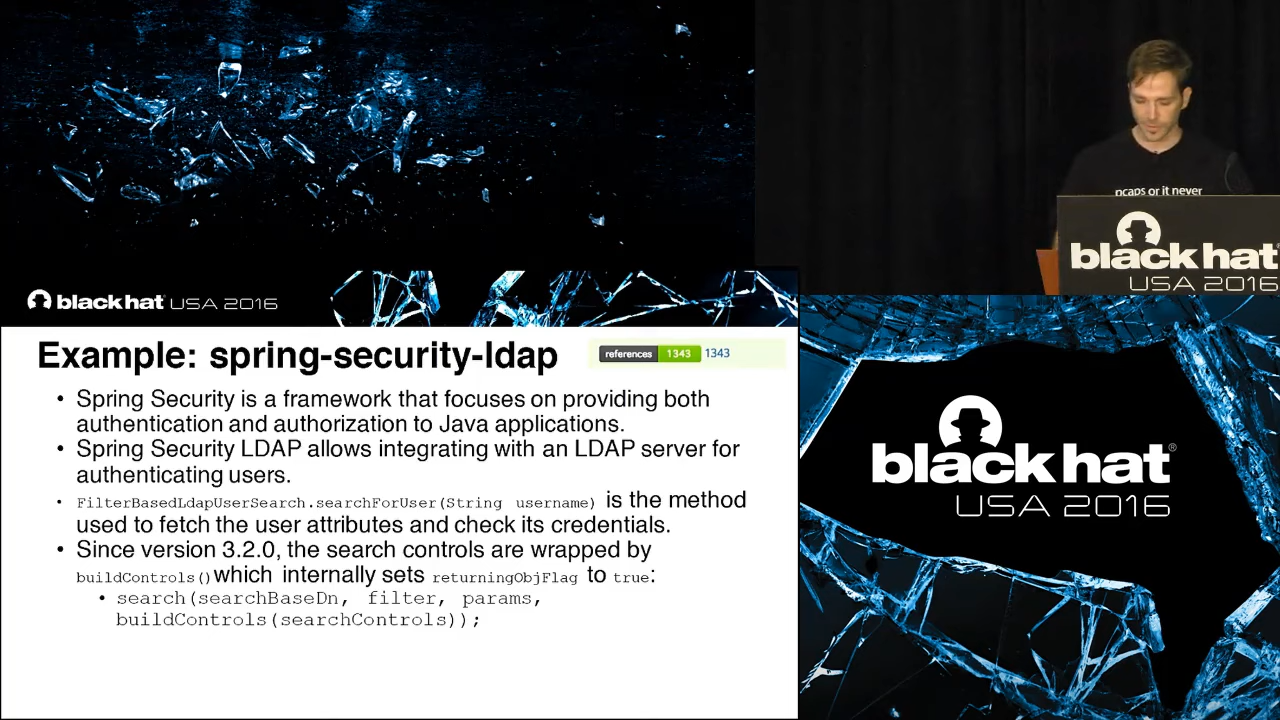 pcaps or it never
black hat
USA 2016
black hat USA 2016
Example: spring-security-ldap
references 1343 1343
• Spring Security is a framework that focuses on providing both
authentication and authorization to Java applications.
• Spring Security LDAP allows integrating with an LDAP server for
authenticating users.
• FilterBasedLdapUserSearch.searchForUser(String username) is the method
used to fetch the user attributes and check its credentials.
• Since version 3.2.0, the search controls are wrapped by
buildControls()which internally sets returningObjFlag to true:
• search(searchBaseDn, filter, params,
buildControls(searchControls));
black hat®
USA 2016